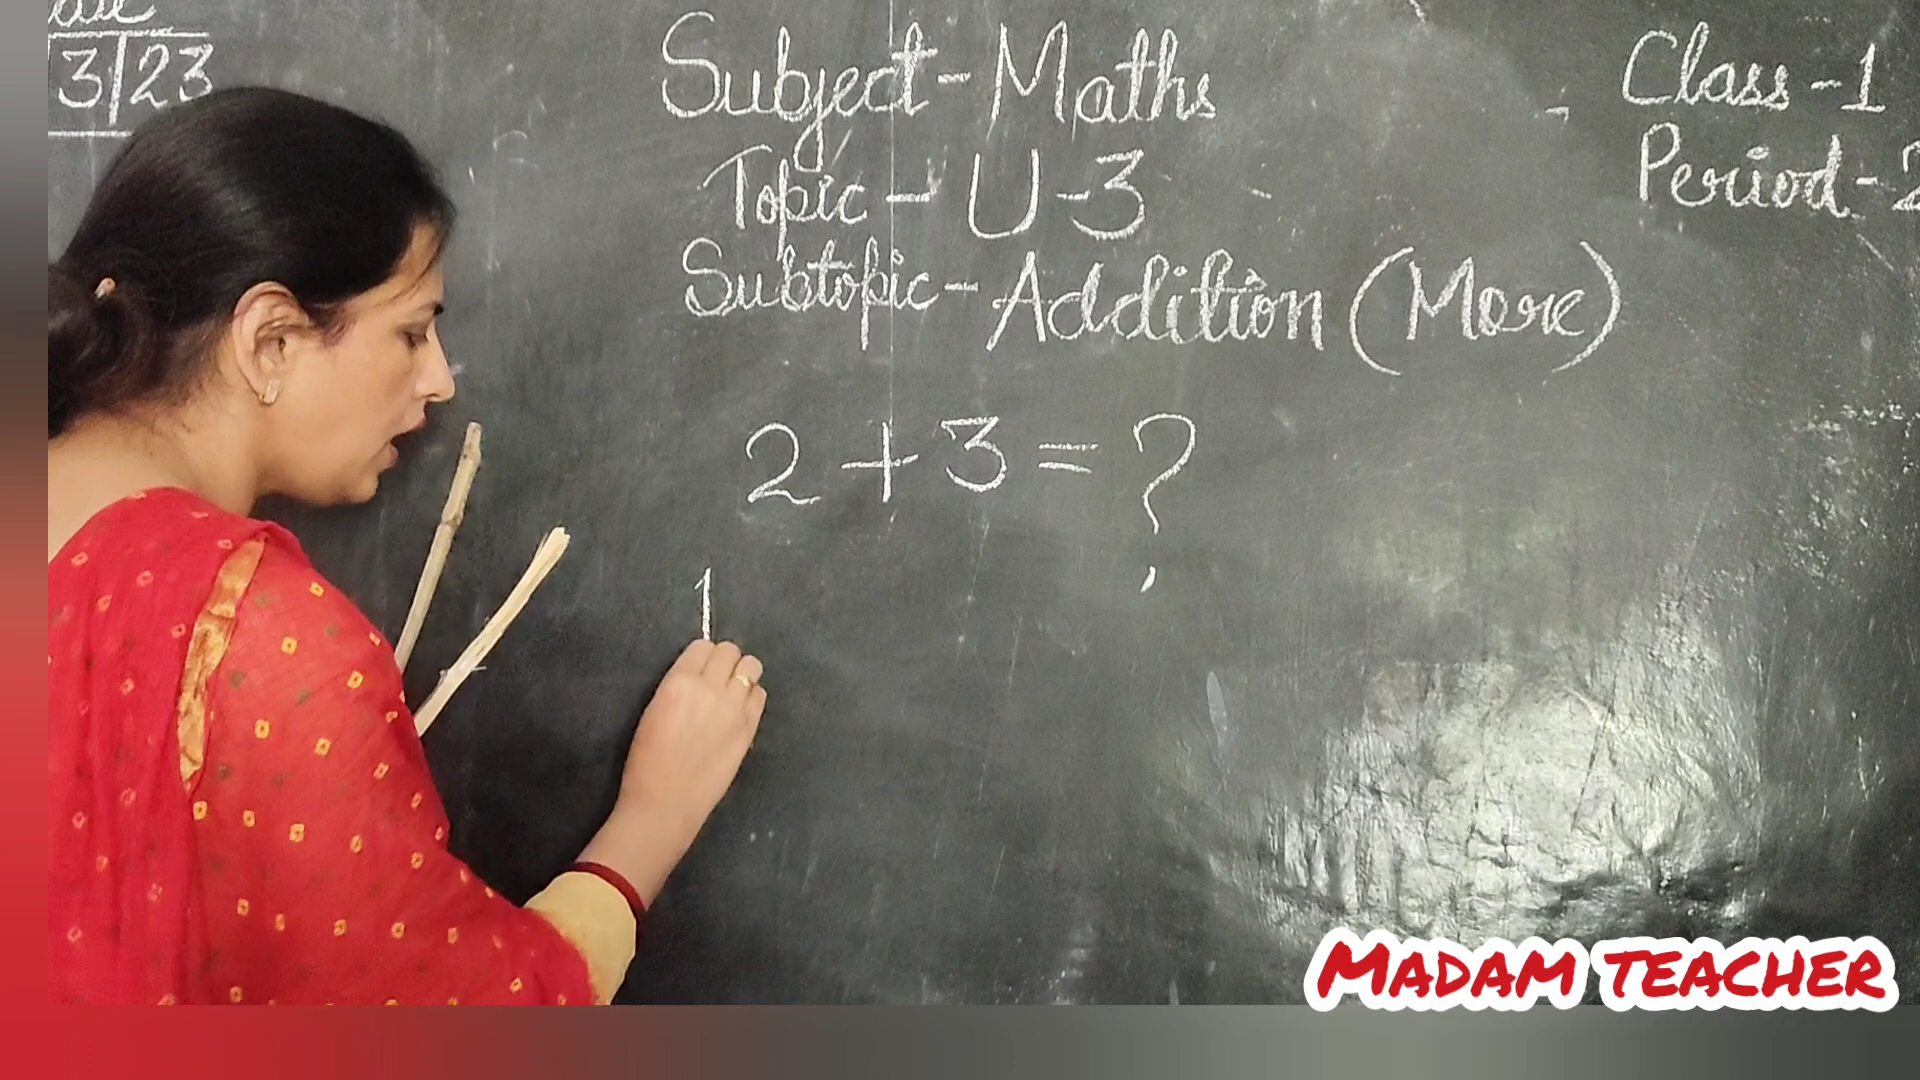 3|23
Subject-Maths
Topic-U-3
Subtopic-Addition (More)
Class-1
Period-2
2+3=?
1
MADAM TEACHER